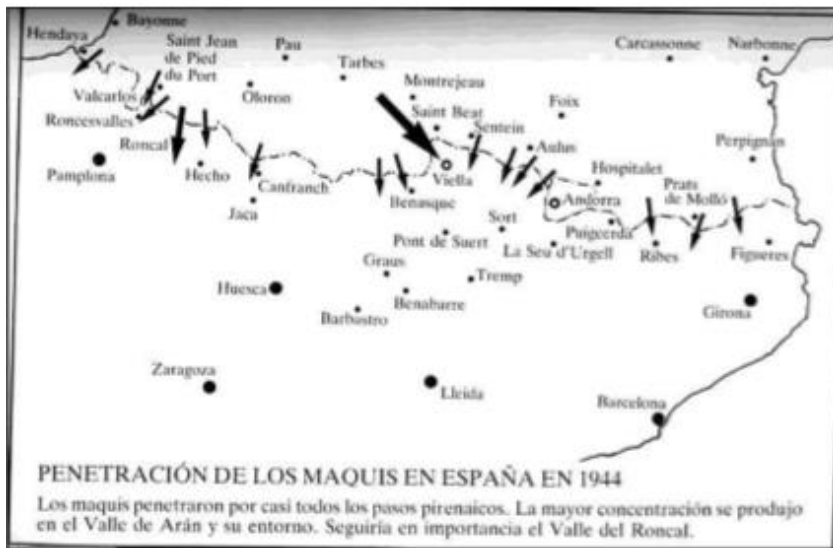 Bayonne
Hendaya
Saint Jean
de Pied
du Port
Pau
Carcassonne
Narbonne
Tarbes
Montrejeau
Valcarlos
Oloron
Foix
Saint Beat
Sentein
Roncesvalles
Aulus
Perpignán
Roncal
Hospitalet
Pamplona
Hecho
Canfranch
Viella
Prats
de Molló
Benasque
Andorra
Jaca
Sort
Puigcerda
Pont de Suert
La Seu d'Urgell
Ribes
Figueres
Graus
Tremp
Huesca
Benabarre
Girona
Barbastro
Zaragoza
Lleida
Barcelona
PENETRACIÓN DE LOS MAQUIS EN ESPAÑA EN 1944
Los maquis penetraron por casi todos los pasos pirenaicos. La mayor concentración se produjo
en el Valle de Arán y su entorno. Seguiría en importancia el Valle del Roncal.